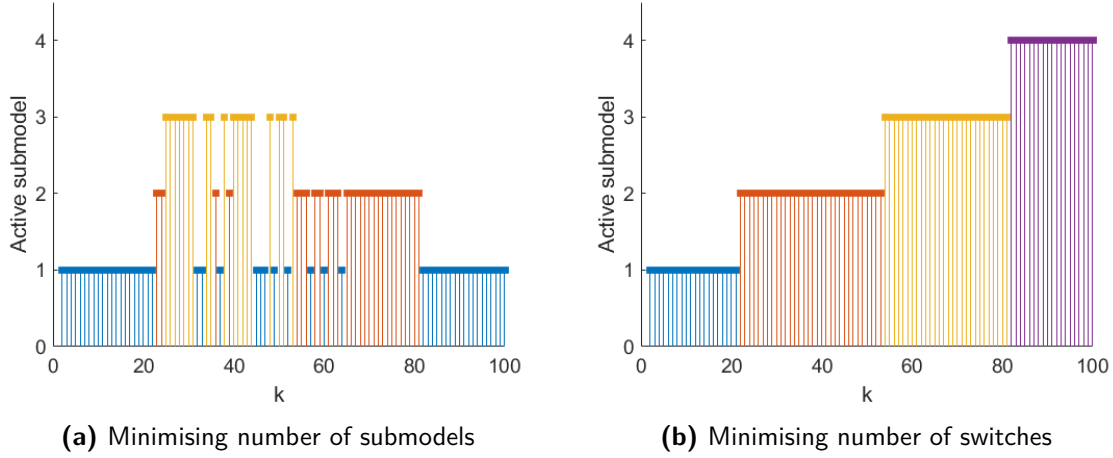 4
3
2
1
0
Active submodel
0 20 40 60 80 100
k
(a) Minimising number of submodels
4
3
2
1
0
Active submodel
0 20 40 60 80 100
k
(b) Minimising number of switches